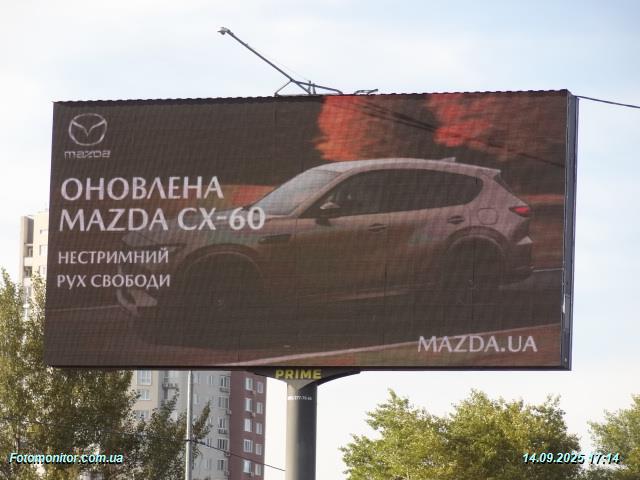 mazda
ОНОВЛЕНА
MAZDA CX-60
НЕСТРИМНИЙ
РУХ СВОБОДИ
MAZDA.UA
PRIME
Fotomonitor.com.ua
14.09.2025 17:14